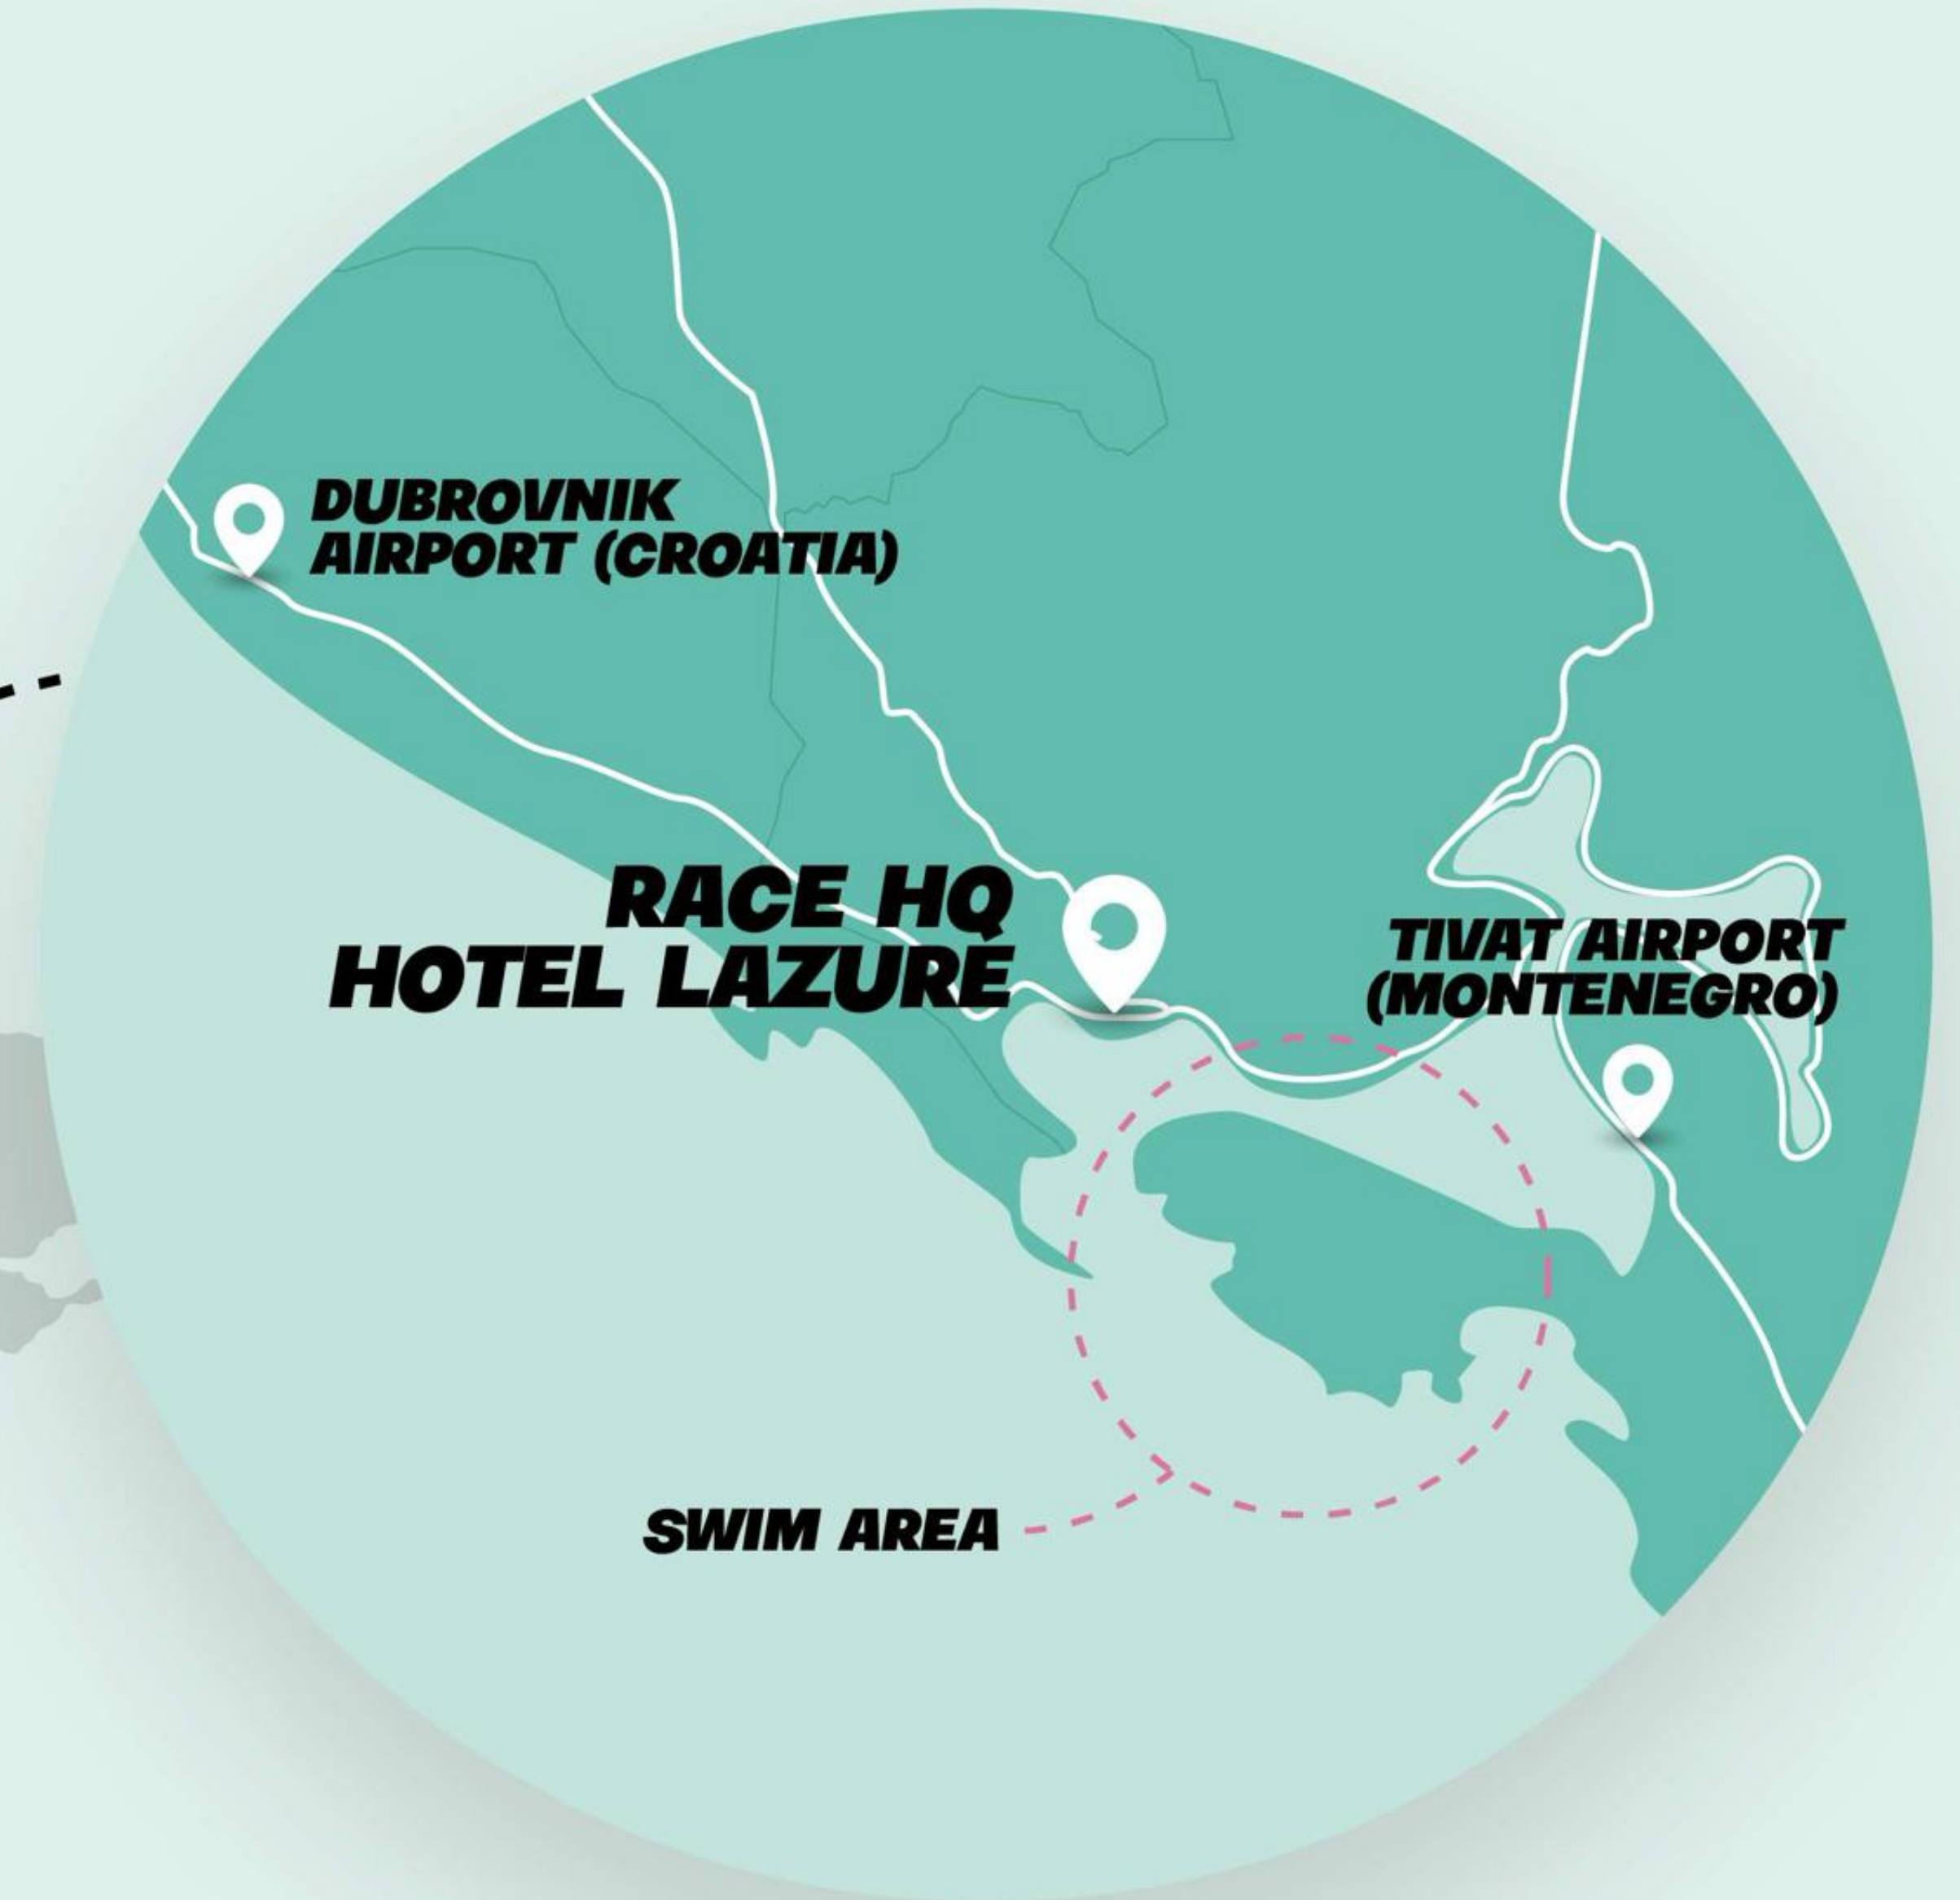 DUBROVNIK
AIRPORT (CROATIA)
RACE HQ
HOTEL LAZURE
TIVAT AIRPORT
(MONTENEGRO)
SWIM AREA